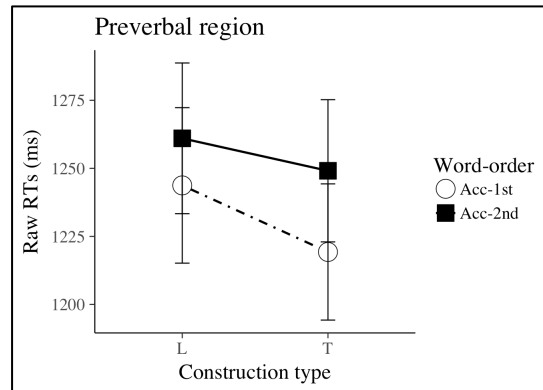 Preverbal region
Raw RTs (ms)
1275
1250
1225
1200
L
T
Construction type
Word-order
Acc-1st
Acc-2nd